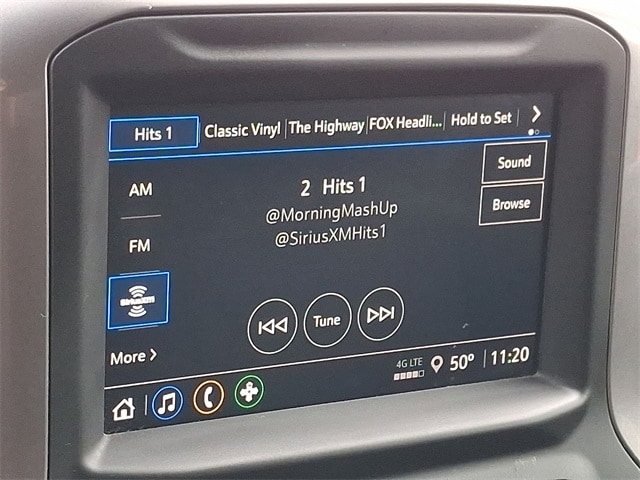 Hits 1 Classic Vinyl The Highway FOX Headli... Hold to Set
Sound
AM
2 Hits 1
Browse
@MorningMashUp
@SiriusXMHits1
FM
SiriusXM
Tune
More
4G LTE
50° 11:20